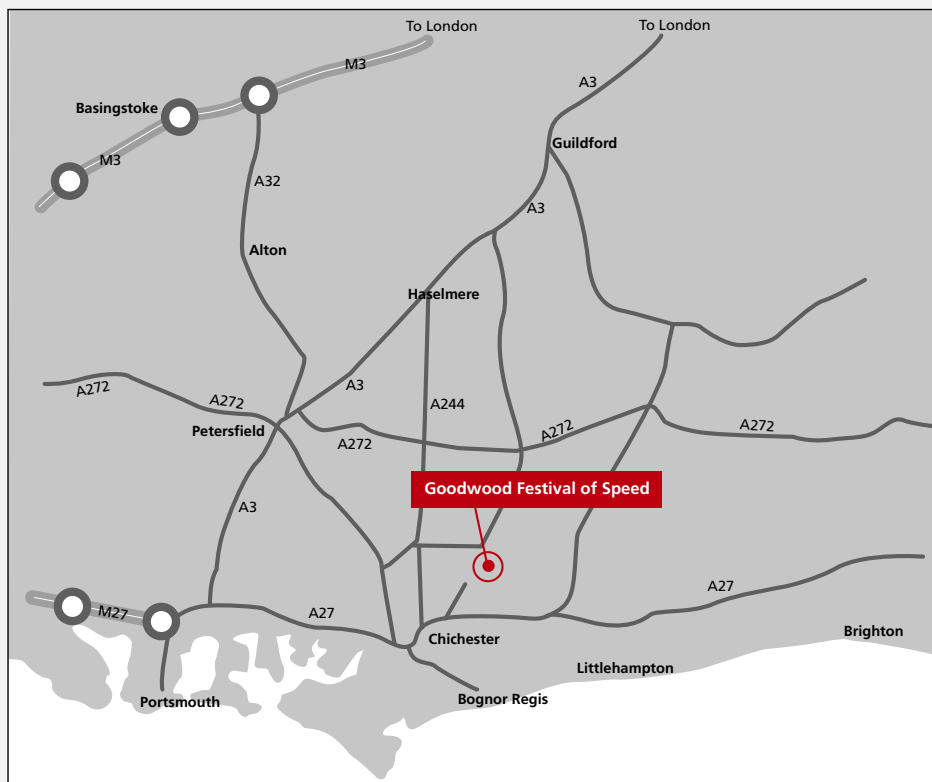 To London
To London
M3
A3
Basingstoke
Guildford
M3
A32
A3
Alton
Haselmere
A3
A272
A272
A244
Petersfield
A272
A272
A272
Goodwood Festival of Speed
A3
A27
M27
A27
Chichester
Brighton
Littlehampton
Portsmouth
Bognor Regis